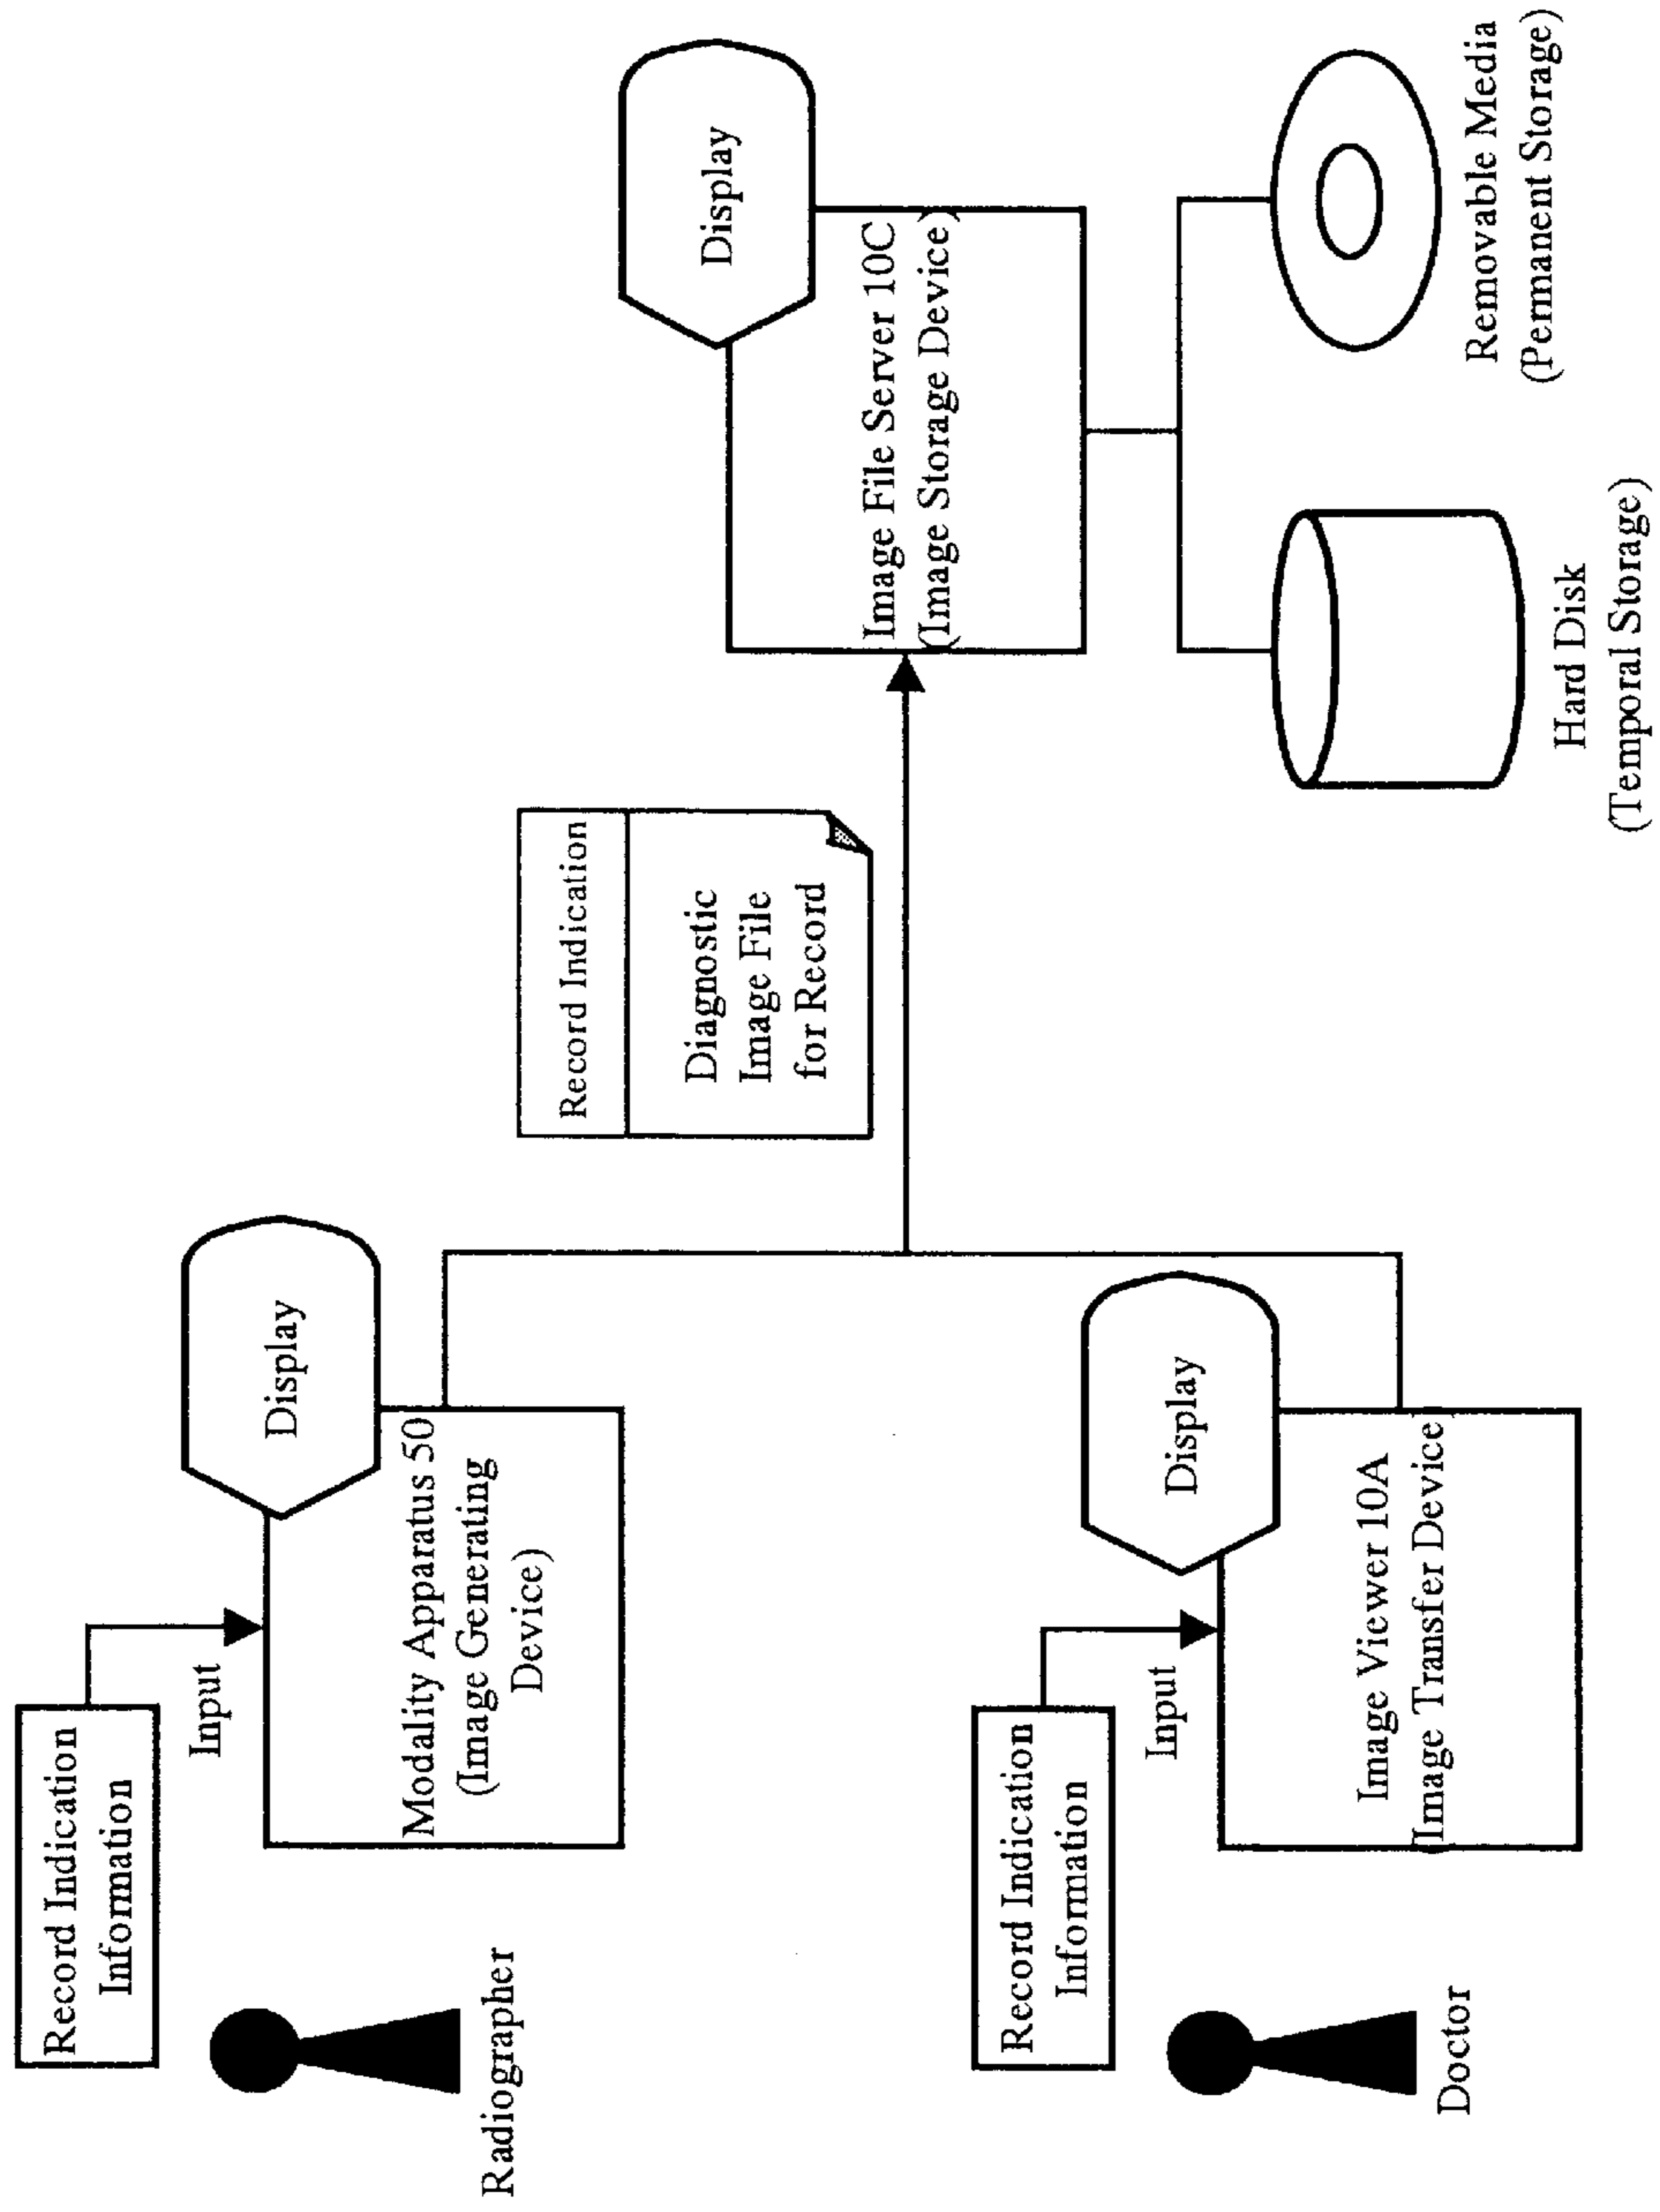 Record Indication
Information
Input
Display
Modality Apparatus 50
(Image Generating
Device)
Radiographer
Record Indication
Information
Input
Display
Image Viewer 10A
(Image Transfer Device)
Doctor
Record Indication
Diagnostic
Image File
for Record
Display
Image File Server 10C
(Image Storage Device)
Hard Disk
(Temporal Storage)
Removable Media
(Permanent Storage)